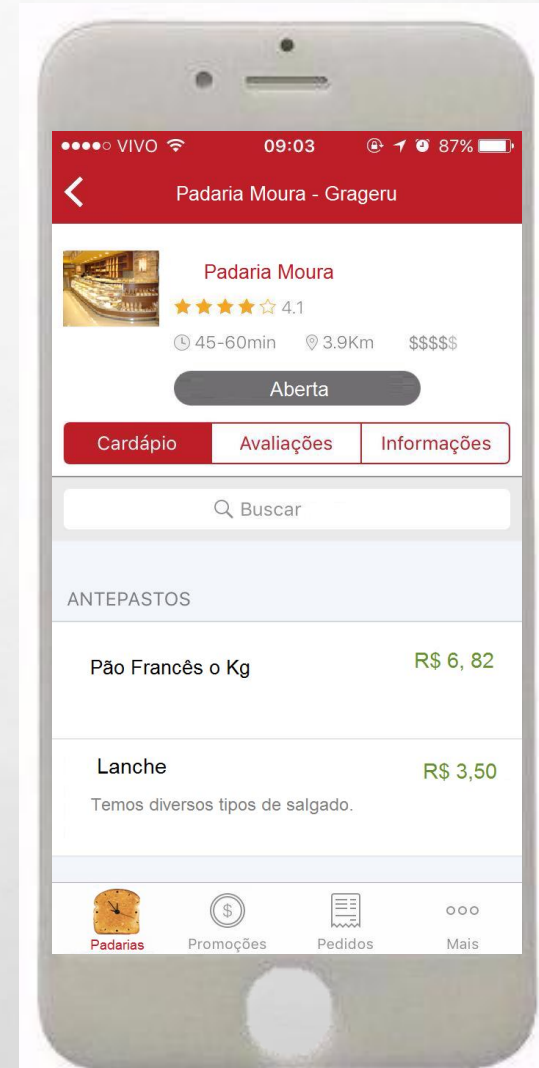 VIVO 09:03 87%
Padaria Moura - Grageru
Padaria Moura
4.1
45-60min 3.9Km $$$$$
Aberta
Cardápio Avaliações Informações
Buscar
ANTEPASTOS
Pão Francês o Kg R$ 6, 82
Lanche R$ 3,50
Temos diversos tipos de salgado.
$
Padarias Promoções Pedidos Mais